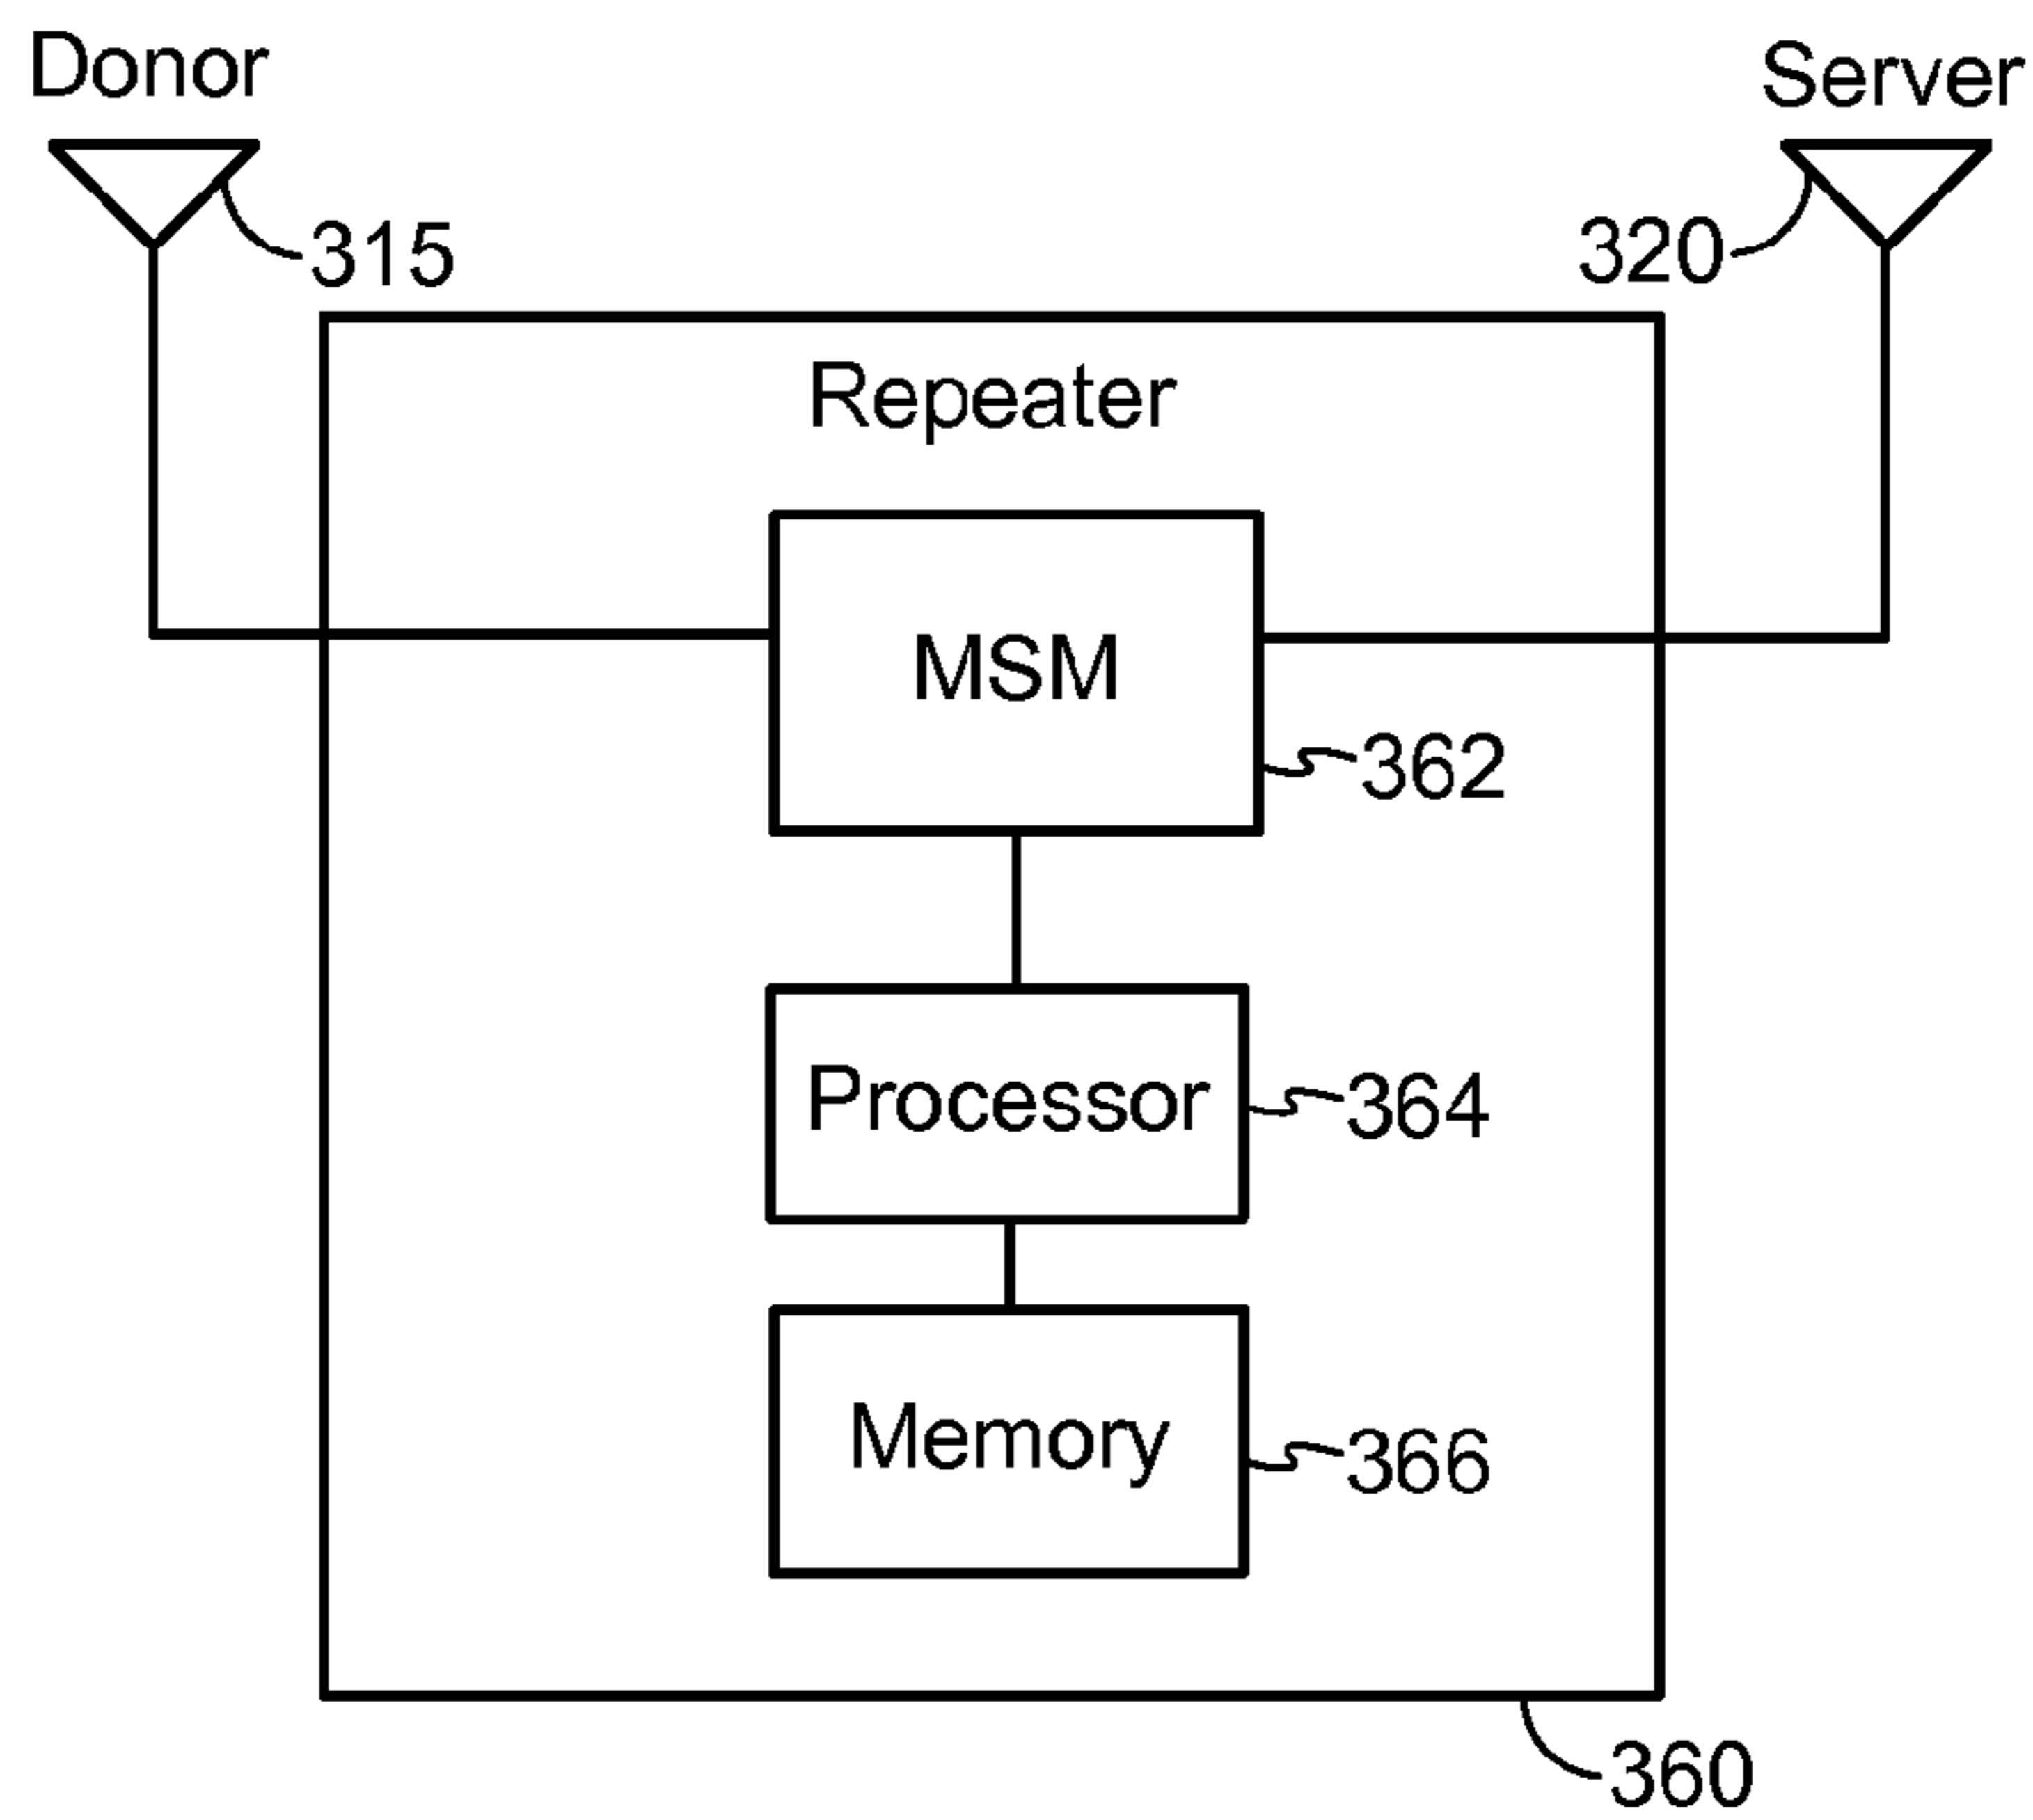 Donor
Server
315
320
Repeater
MSM
362
Processor
364
Memory
366
360